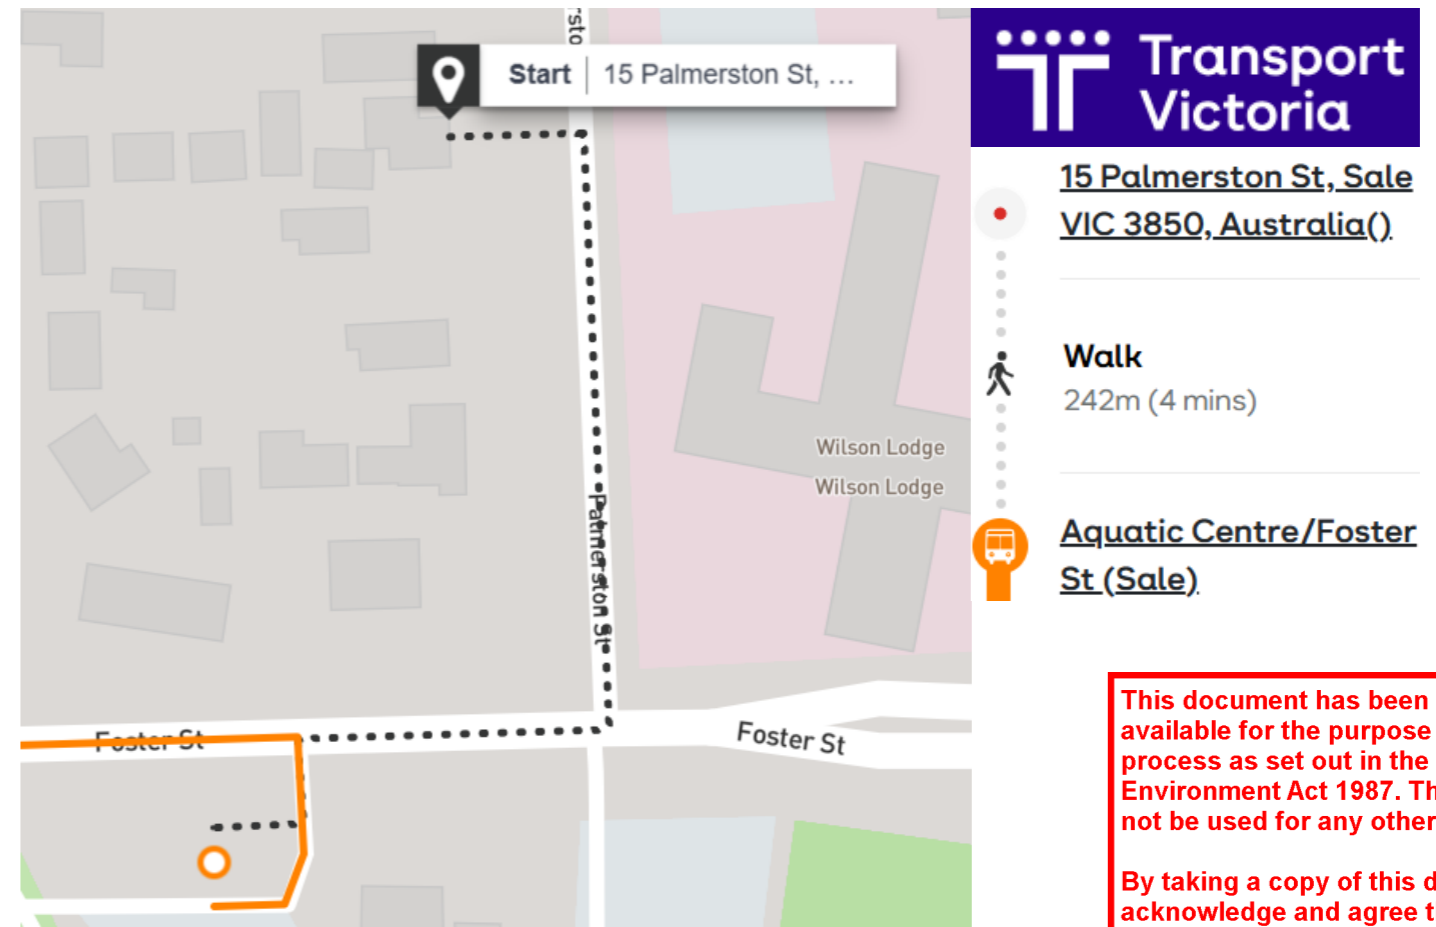 rsto
Start 15 Palmerston St, ...
Wilson Lodge
Wilson Lodge
Palmerston St
Foster St
Foster St
Transport
Victoria
15 Palmerston St, Sale
VIC 3850, Australia()
Walk
242m (4 mins)
Aquatic Centre/Foster
St (Sale)
This document has been
available for the purpose
process as set out in the
Environment Act 1987. Th
not be used for any other
By taking a copy of this d
acknowledge and agree t